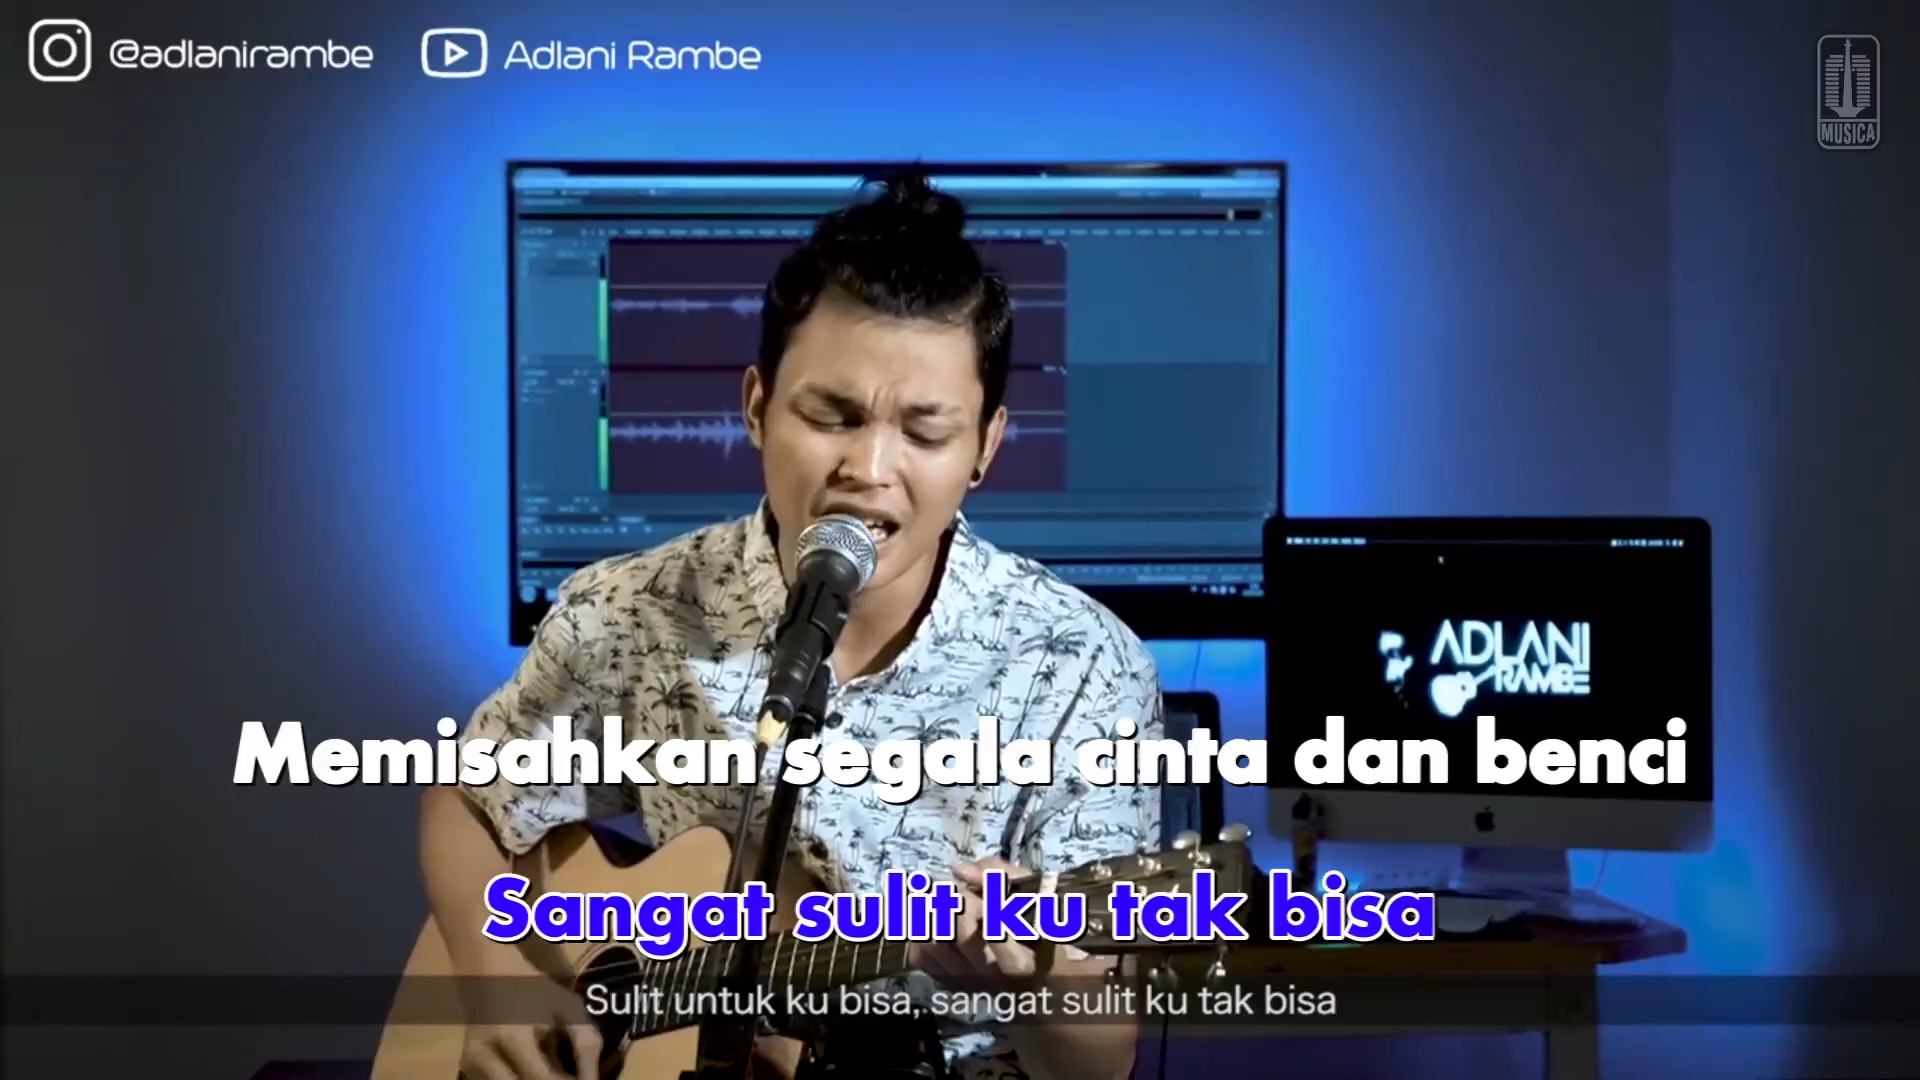 @adlanirambe
Adlani Rambe
MUSICA
ADLANI
RAMBE
Memisahkan segala cinta dan benci
Sangat sulit ku tak bisa
Sulit untuk ku bisa, sangat sulit ku tak bisa